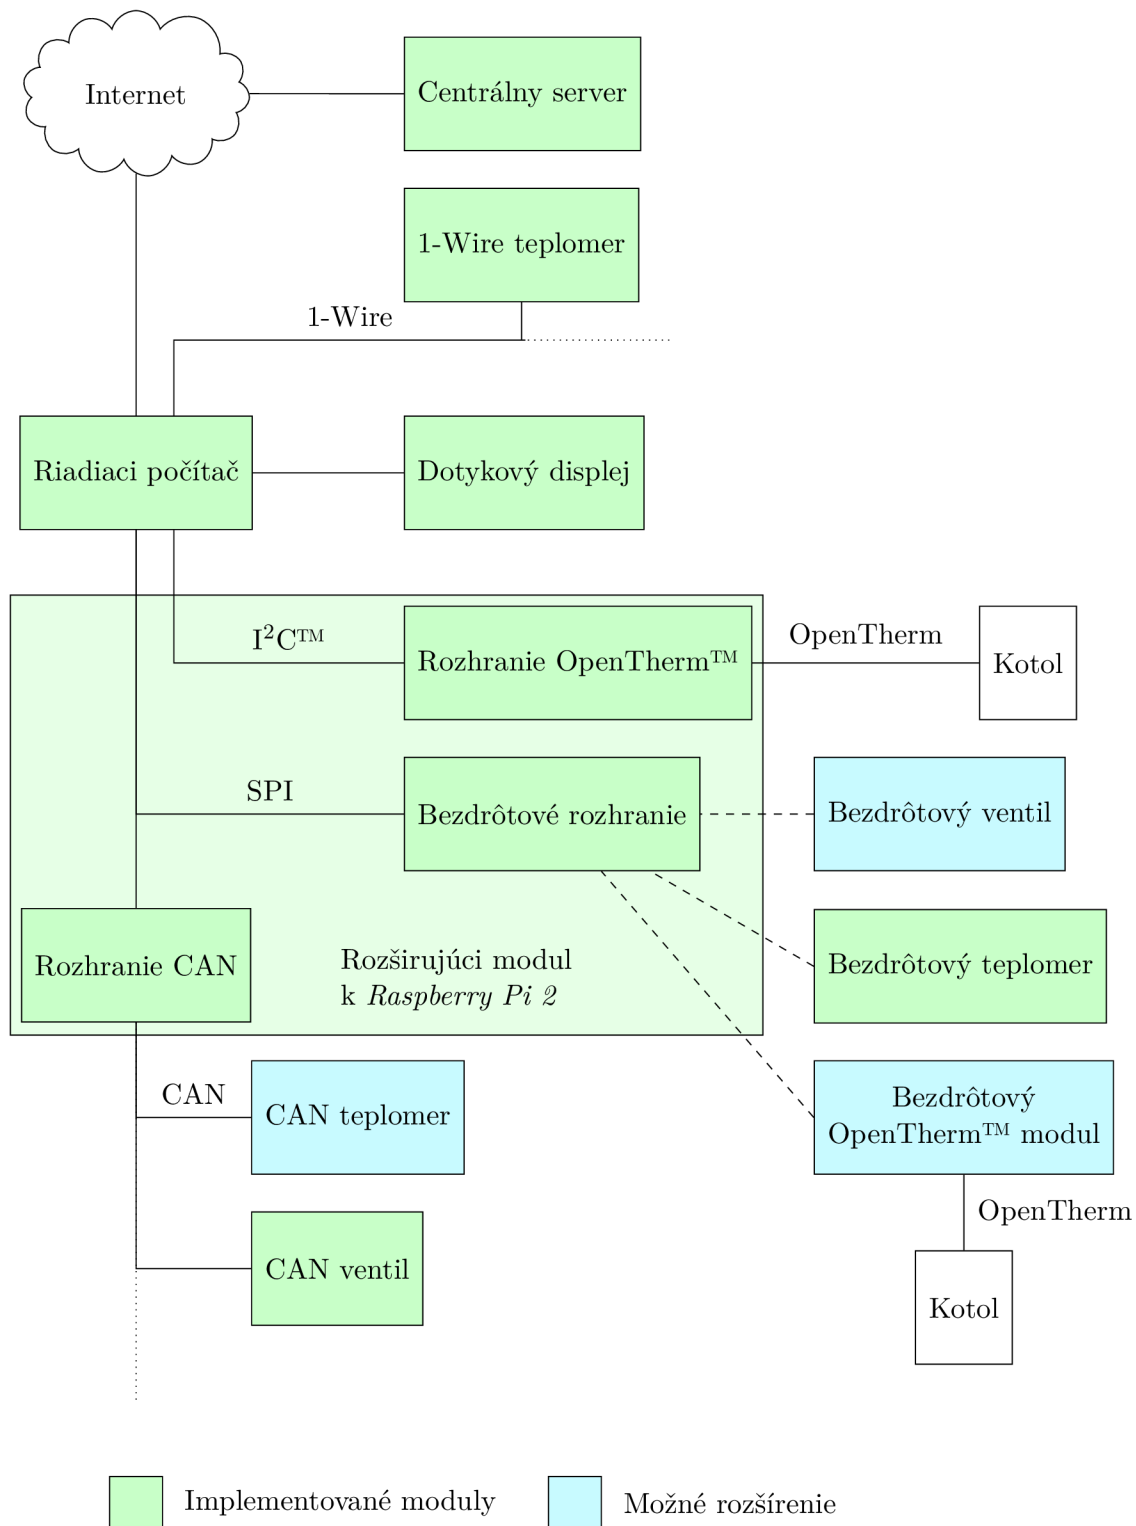 Internet
Centrálny server
1-Wire teplomer
1-Wire
Riadiaci počítač
Dotykový displej
I²C™
Rozhranie OpenTherm™
OpenTherm
Kotol
SPI
Bezdrôtové rozhranie
Bezdrôtový ventil
Rozhranie CAN
Rozširujúci modul
k Raspberry Pi 2
Bezdrôtový teplomer
CAN
CAN teplomer
Bezdrôtový
OpenTherm™ modul
OpenTherm
CAN ventil
Kotol
Implementované moduly
Možné rozšírenie